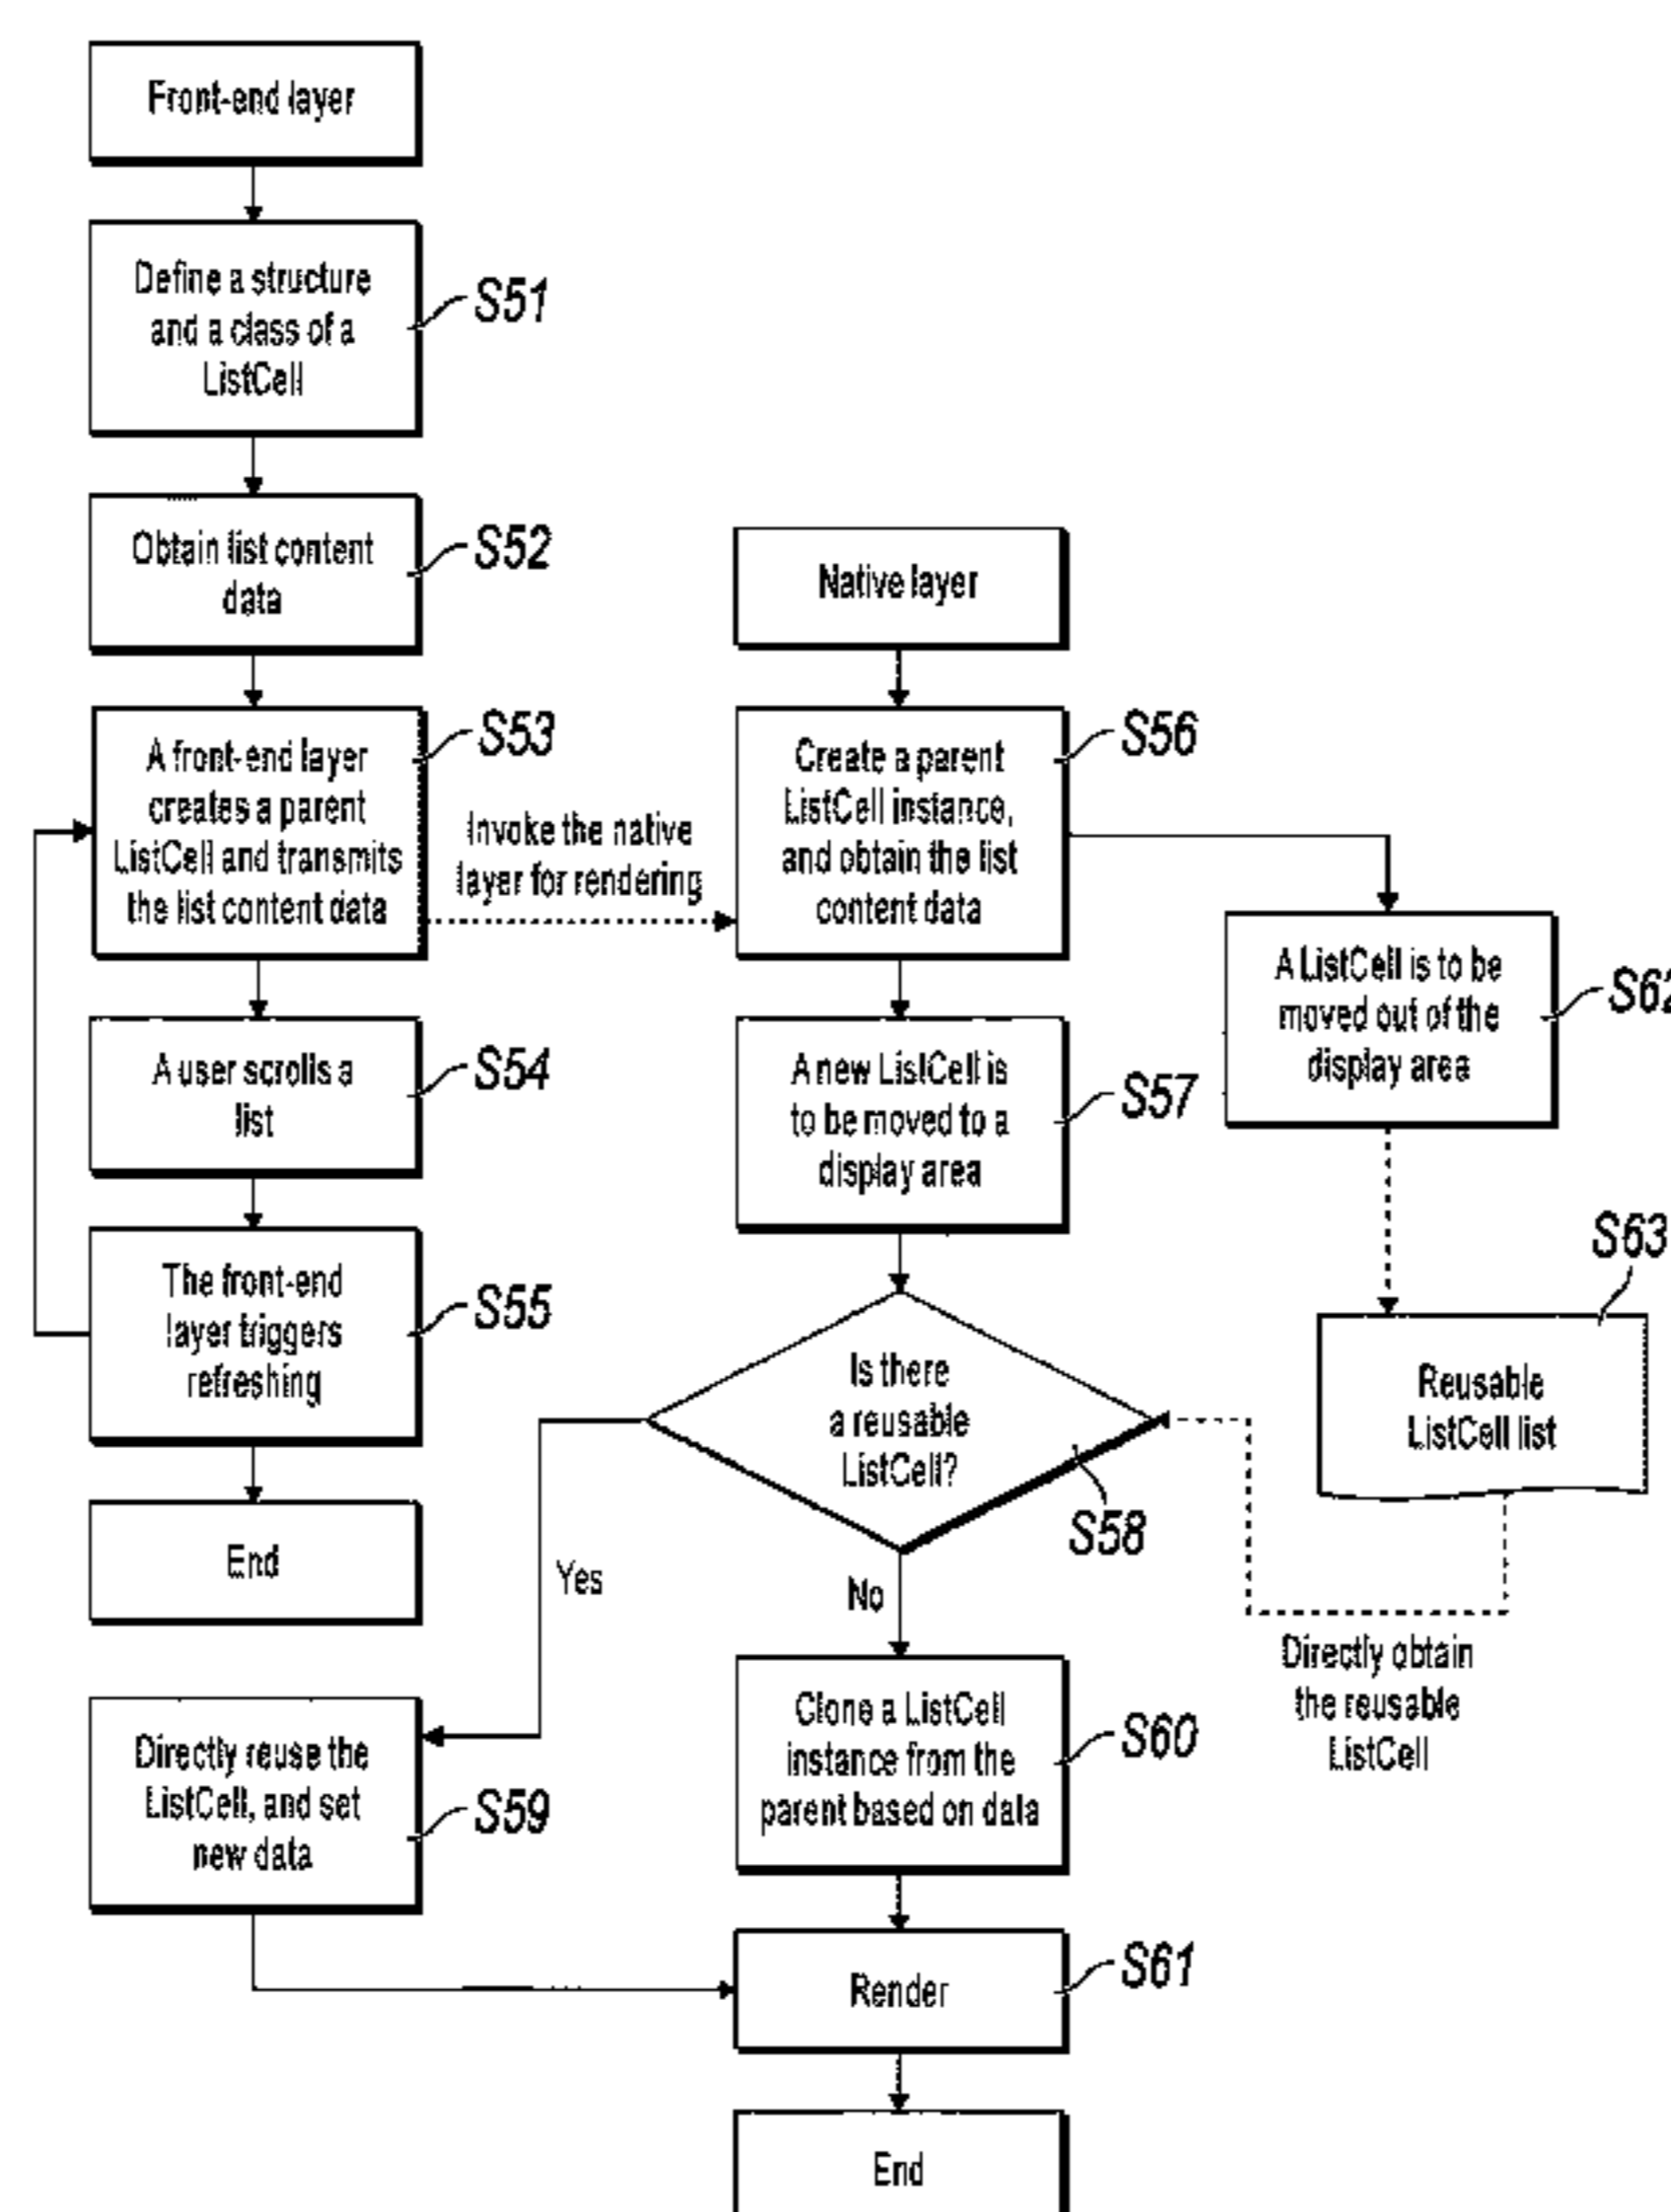 Front-end layer
Define a structure
and a class of a
ListCell
S51
Obtain list content
data
S52
A front-end layer
creates a parent
ListCell and transmits
the list content data
S53
Invoke the native
layer for rendering
A user scrolls a
list
S54
The front-end
layer triggers
refreshing
S55
End
Native layer
Create a parent
ListCell instance,
and obtain the list
content data
S56
A new ListCell is
to be moved to a
display area
S57
Is there
a reusable
ListCell?
S58
Yes
No
Directly reuse the
ListCell, and set
new data
S59
Clone a ListCell
instance from the
parent based on data
S60
Render
S61
End
A ListCell is to be
moved out of the
display area
S62
S63
Reusable
ListCell list
Directly obtain
the reusable
ListCell